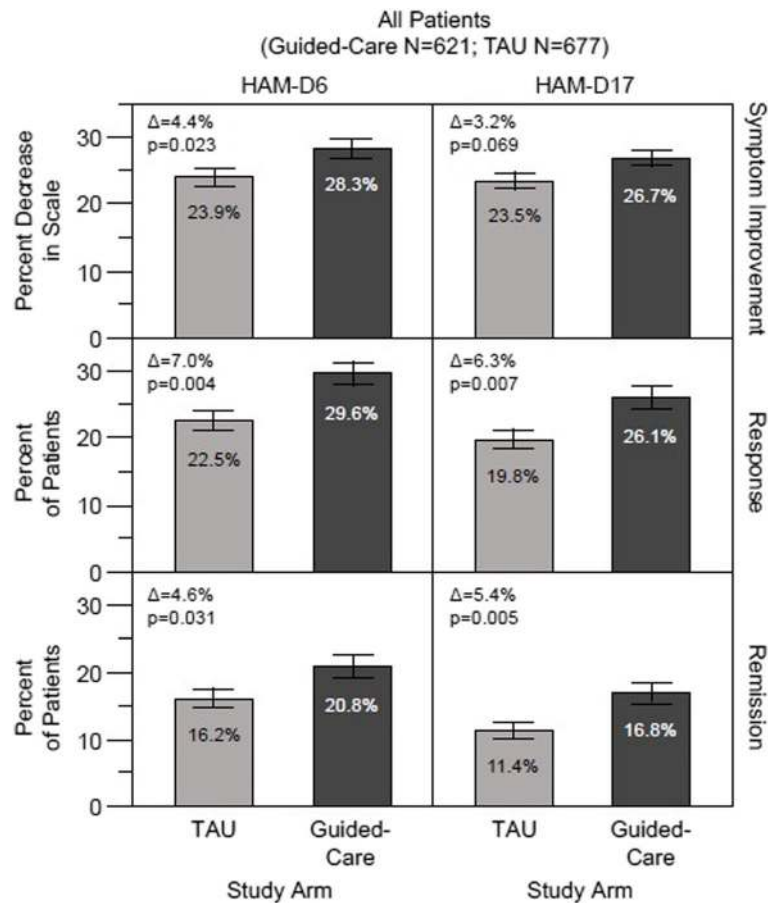 All Patients
(Guided-Care N=621; TAU N=677)
HAM-D6
HAM-D17
Percent Decrease
in Scale
30
20
10
0
Δ=4.4%
p=0.023
23.9%
28.3%
Δ=3.2%
p=0.069
23.5%
26.7%
Symptom Improvement
Percent
of Patients
30
20
10
0
Δ=7.0%
p=0.004
22.5%
29.6%
Δ=6.3%
p=0.007
19.8%
26.1%
Response
Percent
of Patients
30
20
10
0
Δ=4.6%
p=0.031
16.2%
20.8%
Δ=5.4%
p=0.005
11.4%
16.8%
Remission
TAU
Guided-
Care
TAU
Guided-
Care
Study Arm
Study Arm